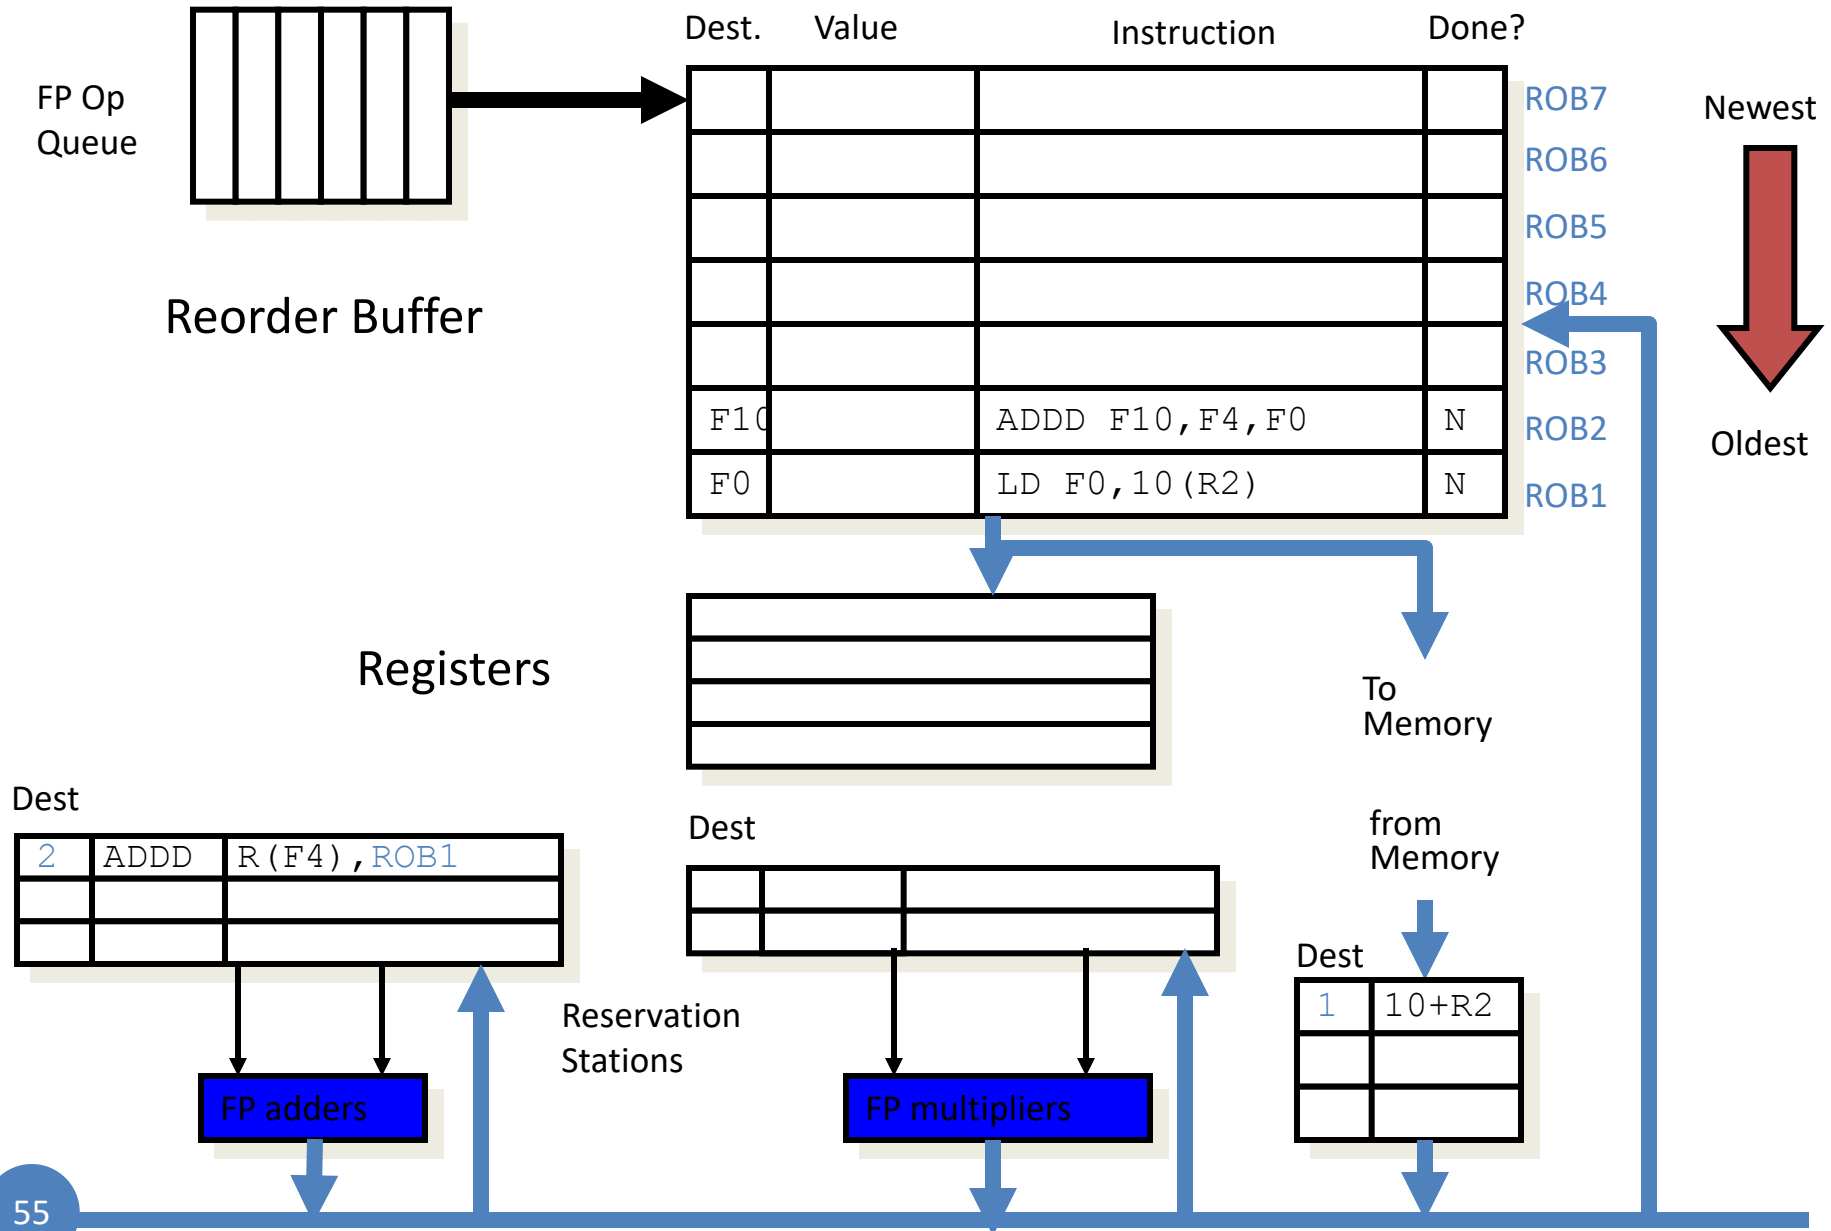 Dest. Value Instruction Done?
FP Op
Queue
ROB7
Newest
ROB6
ROB5
Reorder Buffer
ROB4
ROB3
F10 ADDD F10,F4,F0 N ROB2
Oldest
F0 LD F0,10(R2) N ROB1
Registers
To
Memory
Dest
2 ADDD R(F4),ROB1
Dest
from
Memory
Dest
1 10+R2
Reservation
Stations
FP adders
FP multipliers
55